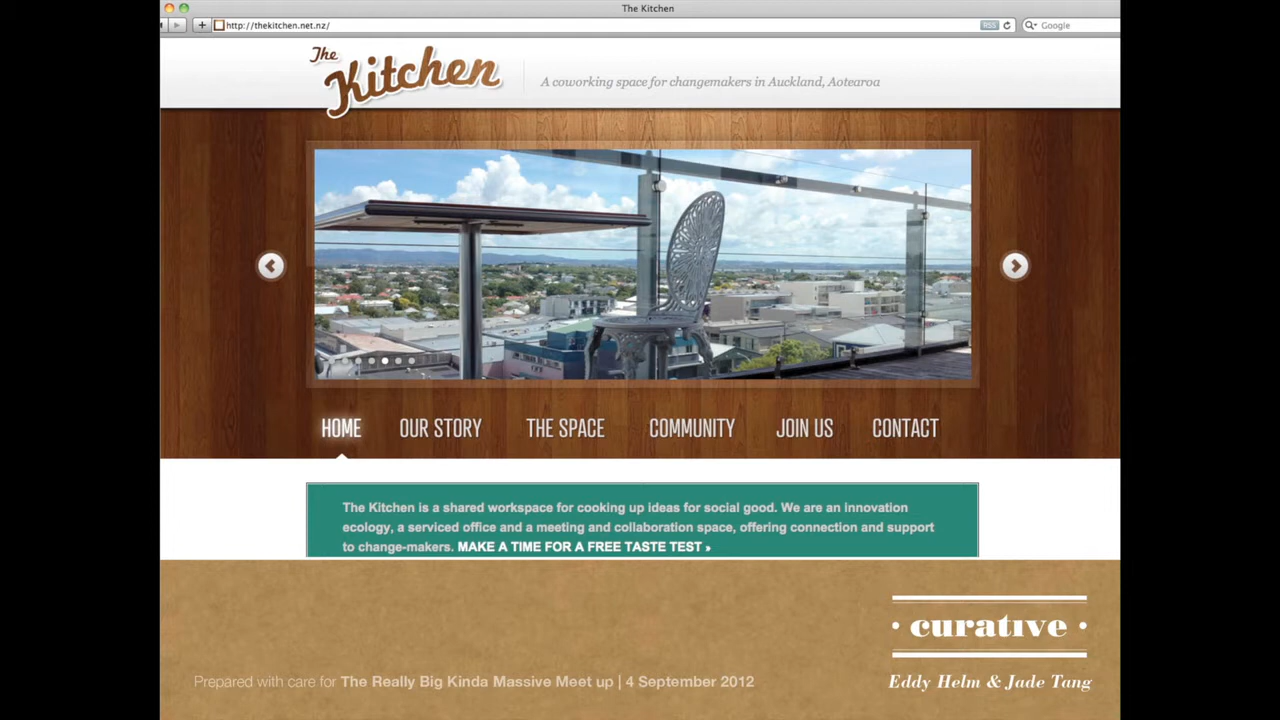 The Kitchen
http://thekitchen.net.nz/
RSS
Google
The Kitchen
A coworking space for changemakers in Auckland, Aotearoa
HOME OUR STORY THE SPACE COMMUNITY JOIN US CONTACT
The Kitchen is a shared workspace for cooking up ideas for social good. We are an innovation
ecology, a serviced office and a meeting and collaboration space, offering connection and support
to change-makers. MAKE A TIME FOR A FREE TASTE TEST »
• curative •
Prepared with care for The Really Big Kinda Massive Meet up | 4 September 2012
Eddy Helm & Jade Tang